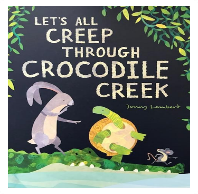 LET'S ALL
CREEP
THROUGH
CROCODILE
CREEK
Jonny Lambert